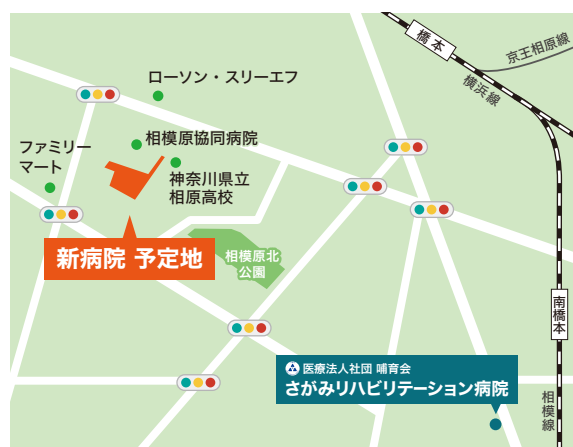 橋本
京王相原線
横浜線
ローソン・スリーエフ
相模原協同病院
ファミリー
マート
神奈川県立
相原高校
新病院 予定地
相模原北
公園
南橋本
医療法人社団 哺育会
さがみリハビリテーション病院
相模線